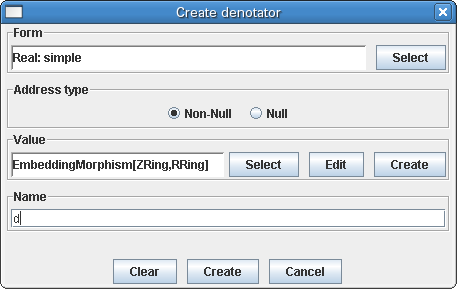 Create denotator
Form
Real: simple Select
Address type
Non-Null Null
Value
EmbeddingMorphism[ZRing,RRing] Select Edit Create
Name
d
Clear Create Cancel